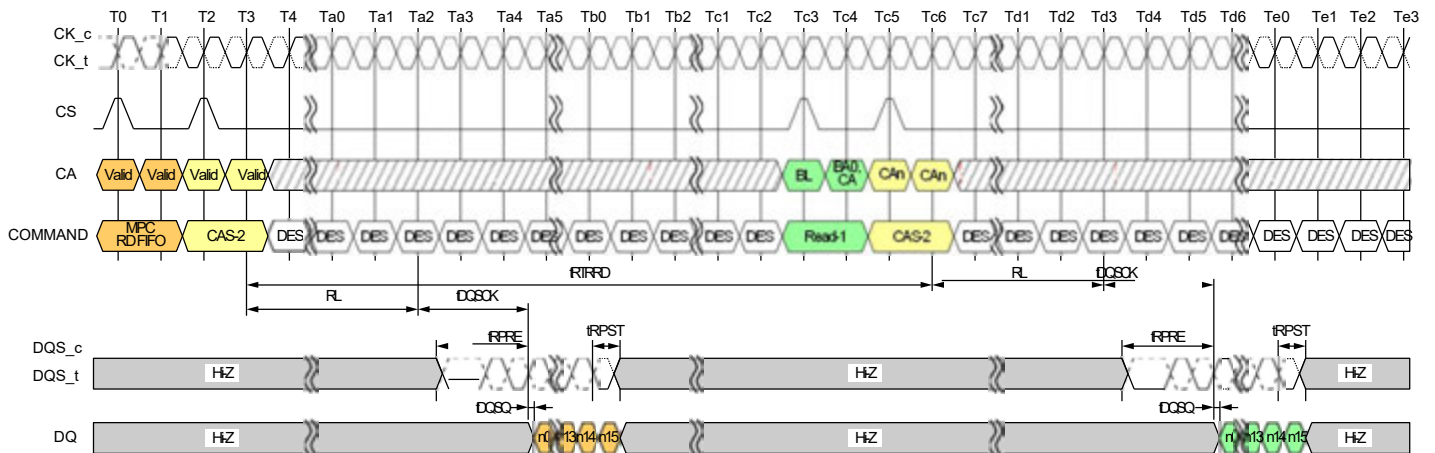 T0 T1 T2 T3 T4 Ta0 Ta1 Ta2 Ta3 Ta4 Ta5 Tb0 Tb1 Tb2 Tc1 Tc2 Tc3 Tc4 Tc5 Tc6 Tc7 Td1 Td2 Td3 Td4 Td5 Td6 Te0 Te1 Te2 Te3
CK_c
CK_t
CS
CA Valid Valid Valid Valid BL BA0, CA CAn CAn
COMMAND MPC RDFIFO CAS-2 DES DES DES DES DES DES DES DES DES DES DES DES Read-1 CAS-2 DES DES DES DES DES DES DES DES DES DES DES
tRTRRD RL tDQSCK
RL tDQSCK
tRPRE tRPST tRPRE tRPST
DQS_c
DQS_t Hi-Z Hi-Z Hi-Z
tDQSQ tDQSQ
DQ Hi-Z n0 n13 n14 n15 Hi-Z n0 n13 n14 n15 Hi-Z